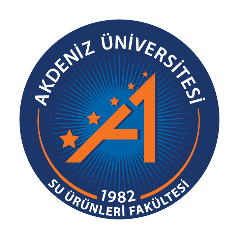 AKDENİZ ÜNİVERSİTESİ
1982
SU ÜRÜNLERİ FAKÜLTESİ